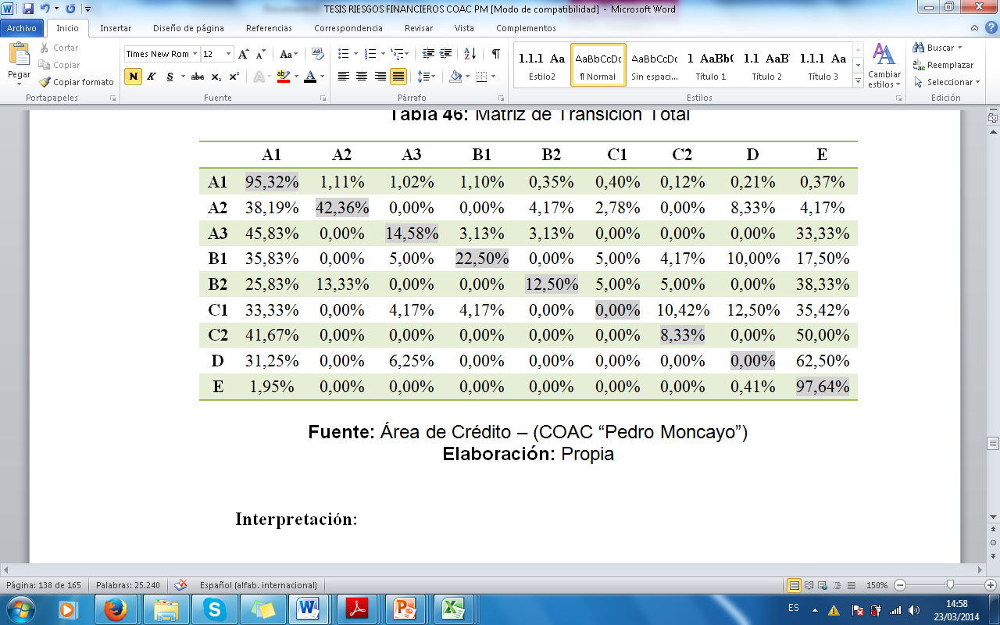 TESIS RIESGOS FINANCIEROS COAC PM [Modo de compatibilidad] - Microsoft Word
Archivo Inicio Insertar Diseño de página Referencias Correspondencia Revisar Vista Complementos
Pegar
Cortar
Copiar
Copiar formato
Portapapeles
Times New Rom 12
N K S abc x₂ x²
Fuente
Párrafo
1.1.1 Aa AaBbCcDc AaBbCcDc 1 AaBbC 1.1 AaB 1.1.1 Aa
Estilo2 ¶ Normal Sin espaci... Título 1 Título 2 Título 3
Cambiar estilos
Estilos
Buscar
Reemplazar
Seleccionar
Edición
Tabla 46: Matriz de Transición Total
A1 A2 A3 B1 B2 C1 C2 D E
A1 95,32% 1,11% 1,02% 1,10% 0,35% 0,40% 0,12% 0,21% 0,37%
A2 38,19% 42,36% 0,00% 0,00% 4,17% 2,78% 0,00% 8,33% 4,17%
A3 45,83% 0,00% 14,58% 3,13% 3,13% 0,00% 0,00% 0,00% 33,33%
B1 35,83% 0,00% 5,00% 22,50% 0,00% 5,00% 4,17% 10,00% 17,50%
B2 25,83% 13,33% 0,00% 0,00% 12,50% 5,00% 5,00% 0,00% 38,33%
C1 33,33% 0,00% 4,17% 4,17% 0,00% 0,00% 10,42% 12,50% 35,42%
C2 41,67% 0,00% 0,00% 0,00% 0,00% 0,00% 8,33% 0,00% 50,00%
D 31,25% 0,00% 6,25% 0,00% 0,00% 0,00% 0,00% 0,00% 62,50%
E 1,95% 0,00% 0,00% 0,00% 0,00% 0,00% 0,00% 0,41% 97,64%
Fuente: Área de Crédito – (COAC “Pedro Moncayo”)
Elaboración: Propia
Interpretación:
Página: 138 de 165 Palabras: 25.240 Español (alfab. internacional) 150%
ES 14:58
23/03/2014